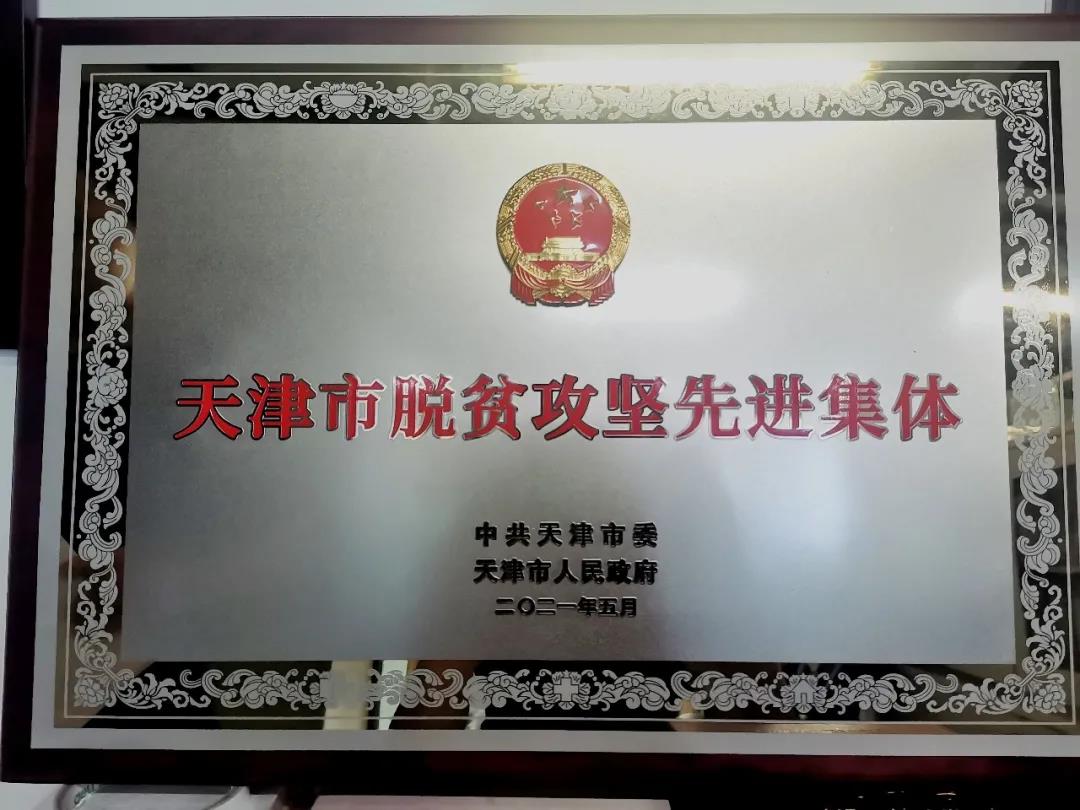 天津市脱贫攻坚先进集体
中共天津市委
天津市人民政府
二〇二一年五月